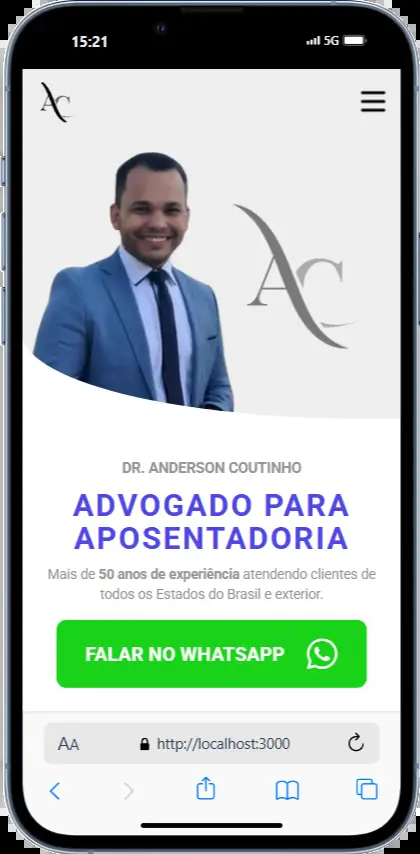 15:21
5G
AC
AC
DR. ANDERSON COUTINHO
ADVOGADO PARA
APOSENTADORIA
Mais de 50 anos de experiência atendendo clientes de
todos os Estados do Brasil e exterior.
FALAR NO WHATSAPP
AA
http://localhost:3000